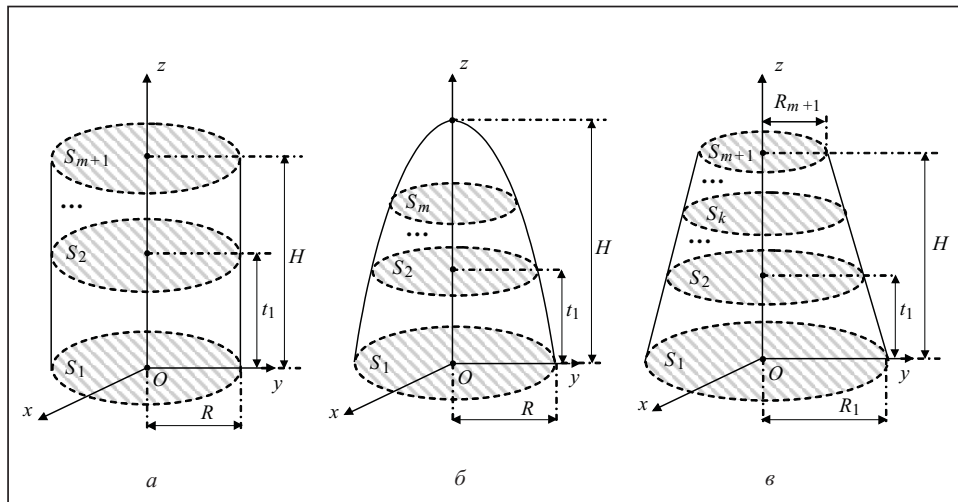 z
S_{m+1}
...
S_2
H
t_1
S_1
O
y
x
R
а
z
S_m
...
S_2
H
t_1
S_1
O
y
x
R
б
z
R_{m+1}
S_{m+1}
...
S_k
...
S_2
H
t_1
S_1
O
y
x
R_1
в